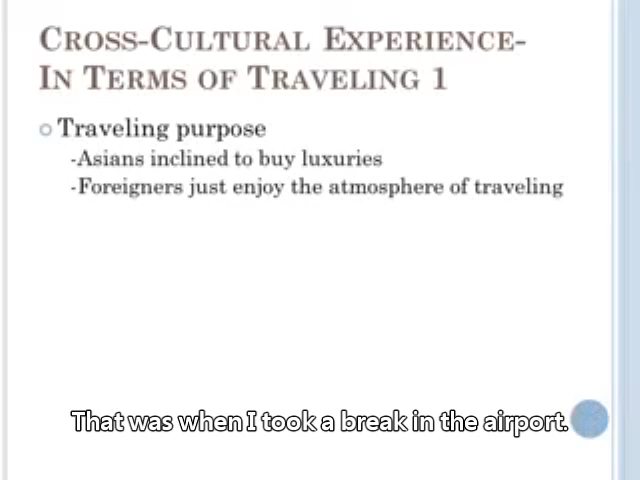 Cross-Cultural Experience-
In Terms of Traveling 1
Traveling purpose
-Asians inclined to buy luxuries
-Foreigners just enjoy the atmosphere of traveling
That was when I took a break in the airport.